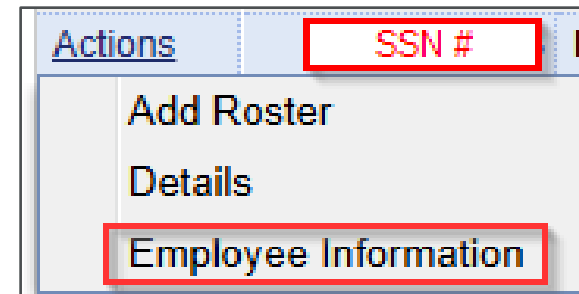 Actions SSN #
Add Roster
Details
Employee Information